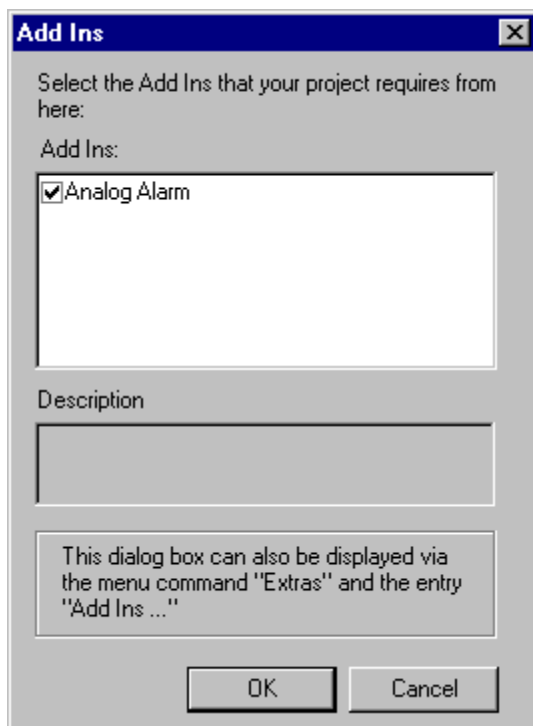 Add Ins
Select the Add Ins that your project requires from
here:
Add Ins:
Analog Alarm
Description
This dialog box can also be displayed via
the menu command "Extras" and the entry
"Add Ins ..."
OK
Cancel